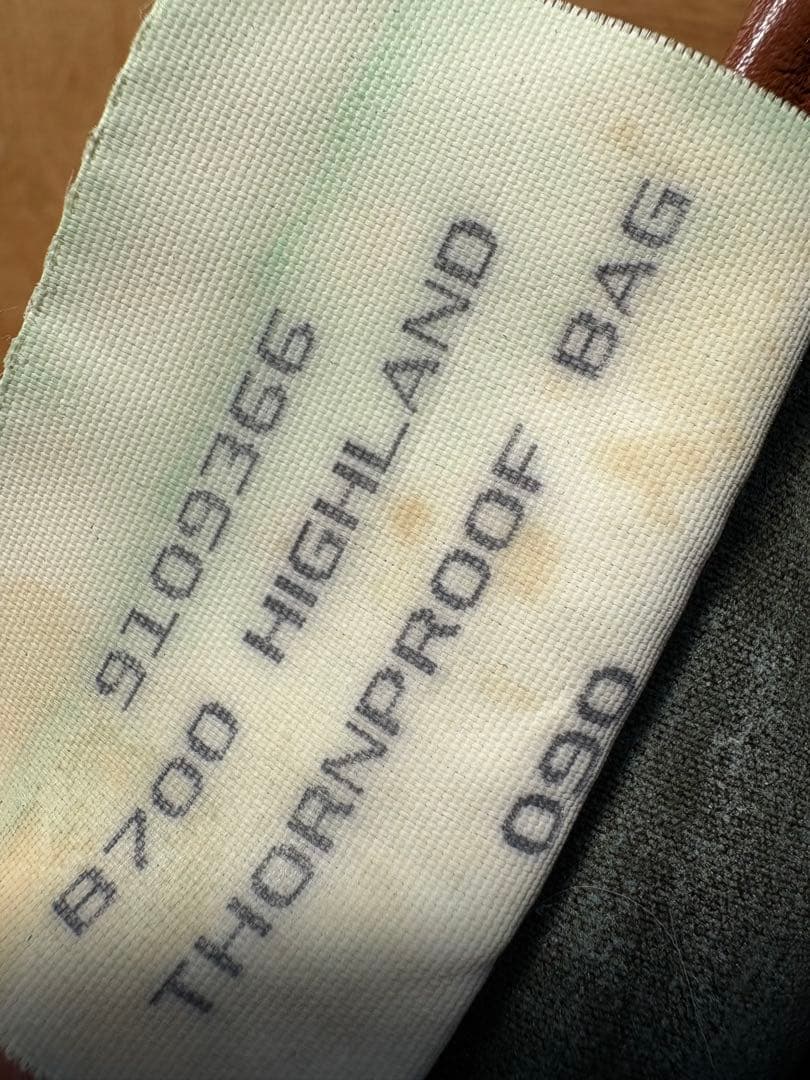 9109366
B700 HIGHLAND
THORNPROOF BAG
090